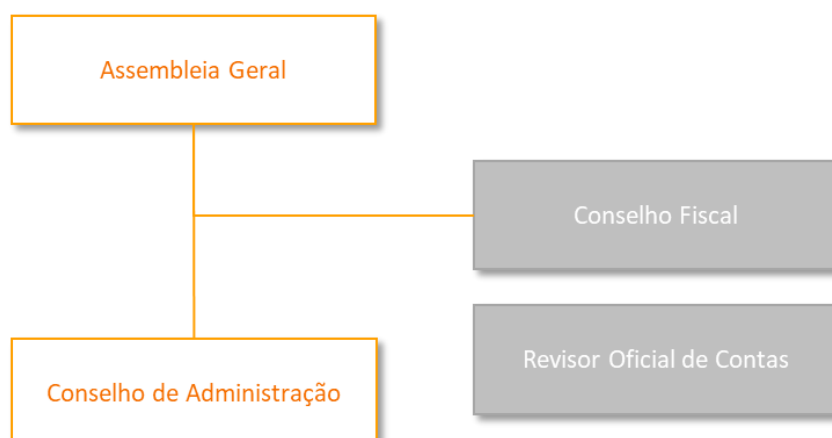 Assembleia Geral
Conselho Fiscal
Revisor Oficial de Contas
Conselho de Administração